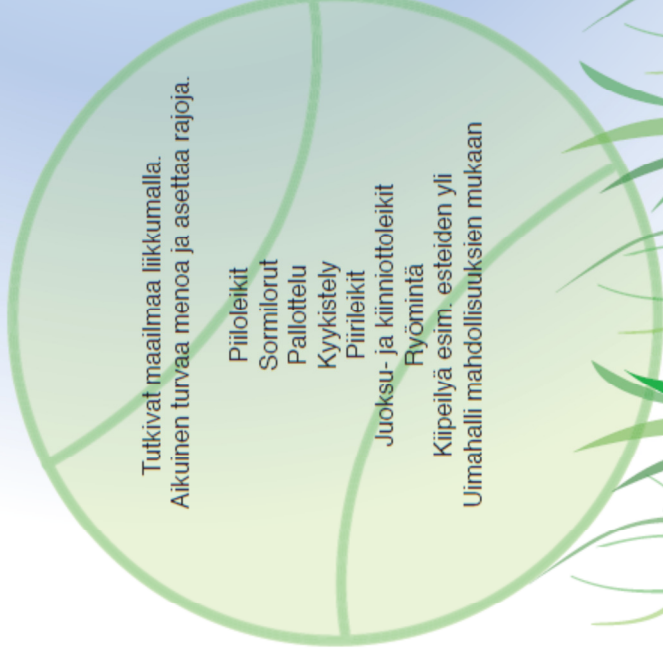 Tutkivat maailmaa liikkumalla.
Aikuinen turvaa menoa ja asettaa rajoja.
Piiloleikit
Sormilorut
Pallottelu
Kyykistely
Piirileikit
Juoksu- ja kiinniottoleikit
Ryömintä
Kiipeilyä esim. esteiden yli
Uimahalli mahdollisuuksien mukaan